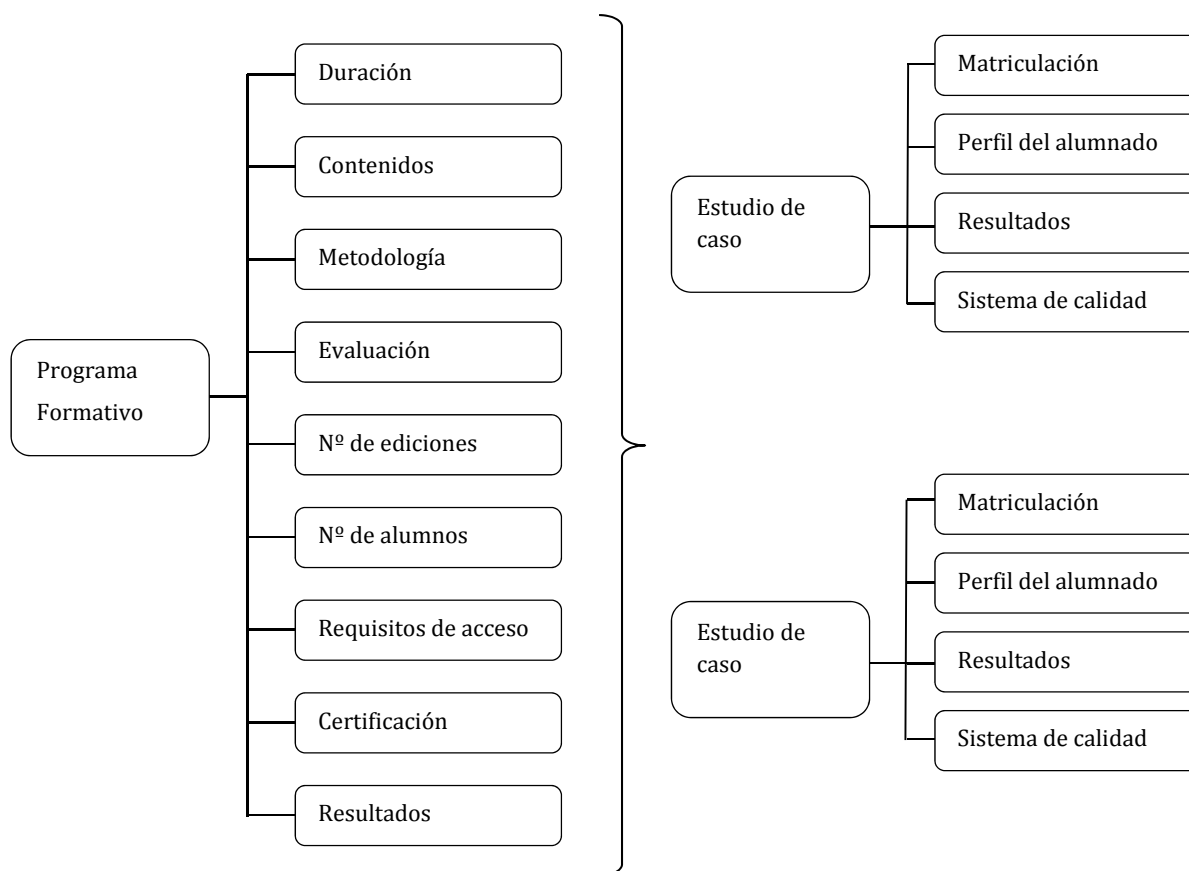 Programa
Formativo
Duración
Contenidos
Metodología
Evaluación
Nº de ediciones
Nº de alumnos
Requisitos de acceso
Certificación
Resultados
Estudio de
caso
Matriculación
Perfil del alumnado
Resultados
Sistema de calidad
Estudio de
caso
Matriculación
Perfil del alumnado
Resultados
Sistema de calidad